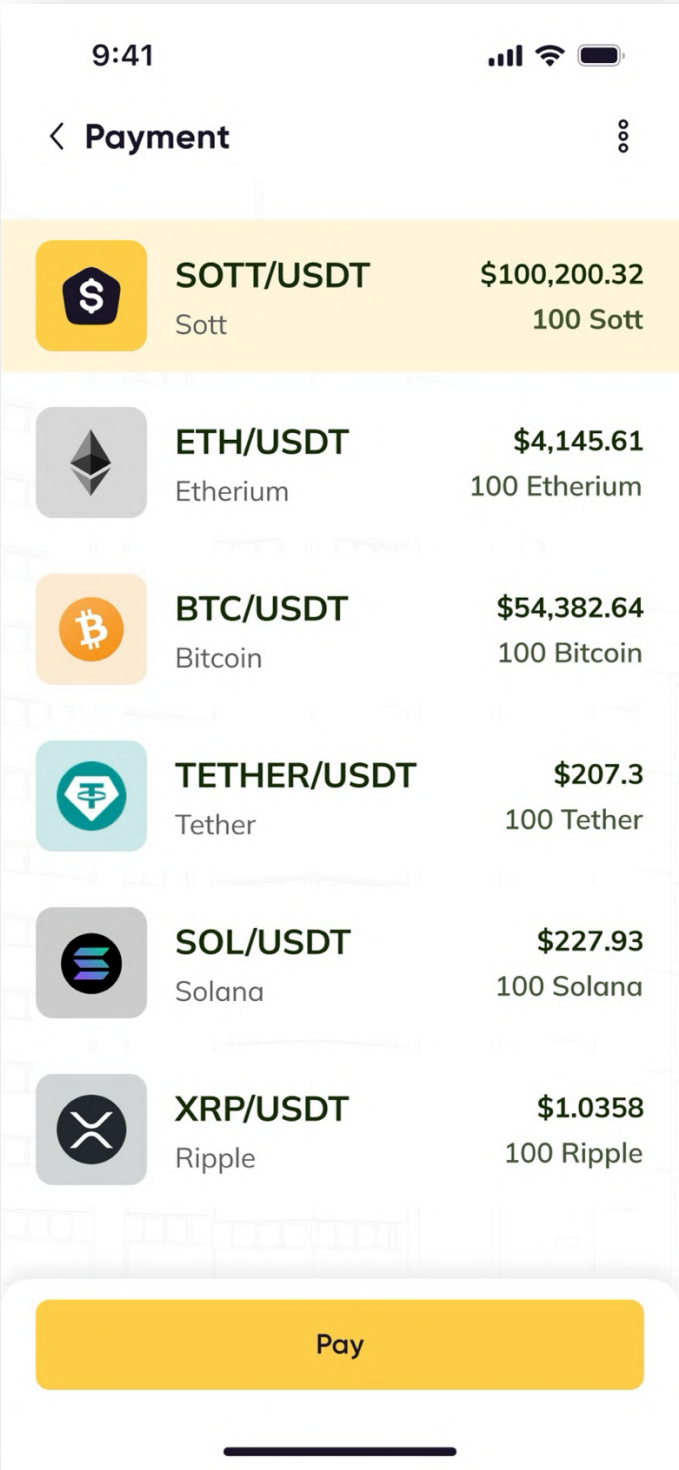 9:41
Payment
SOTT/USDT
$100,200.32
Sott
100 Sott
ETH/USDT
$4,145.61
Etherium
100 Etherium
BTC/USDT
$54,382.64
Bitcoin
100 Bitcoin
TETHER/USDT
$207.3
Tether
100 Tether
SOL/USDT
$227.93
Solana
100 Solana
XRP/USDT
$1.0358
Ripple
100 Ripple
Pay